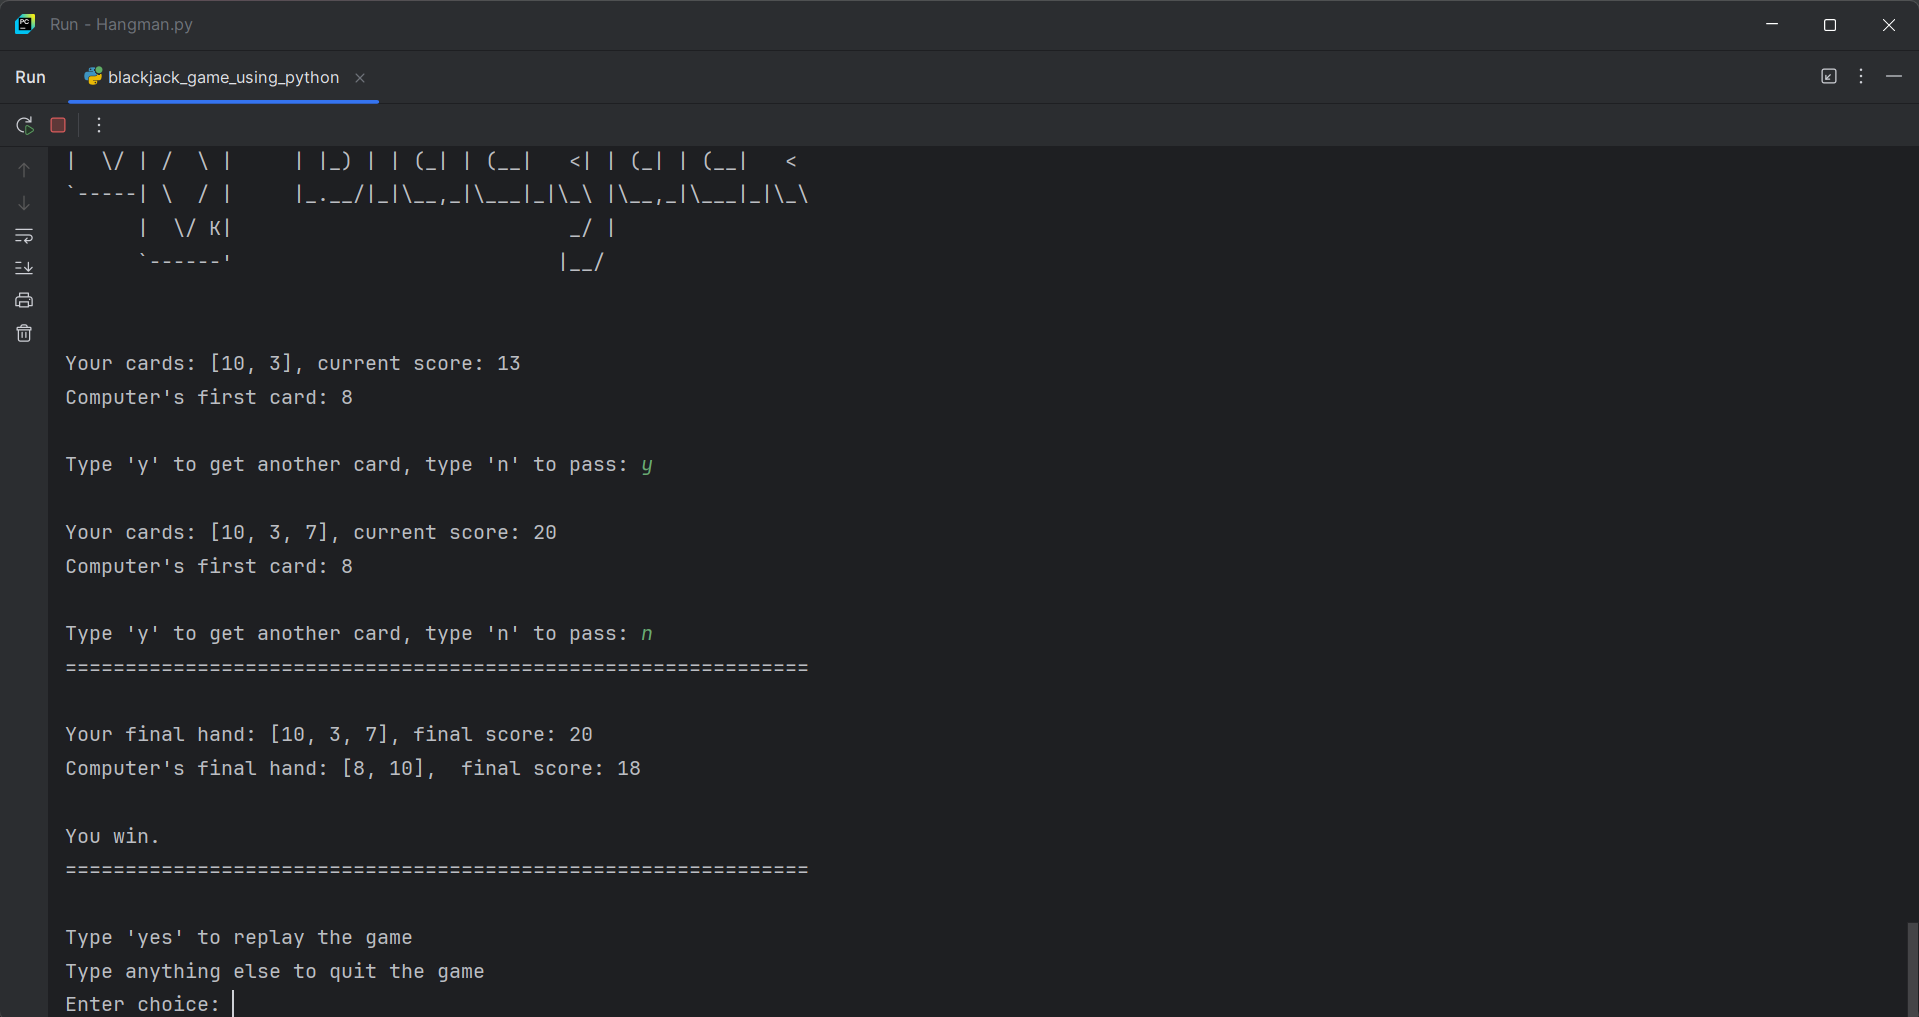 Run - Hangman.py
Run blackjack_game_using_python
|  \/ | /  \ |     | |_) | | (_| | (__|   <| | (_| | (__|   <
`-----| \  / |     |_.__/|_|\__,_|\___|_|\_\ |\__,_|\___|_|\_\
      |  \/ K|                            _/ |
      `------'                           |__/
Your cards: [10, 3], current score: 13
Computer's first card: 8
Type 'y' to get another card, type 'n' to pass: y
Your cards: [10, 3, 7], current score: 20
Computer's first card: 8
Type 'y' to get another card, type 'n' to pass: n
==============================================================
Your final hand: [10, 3, 7], final score: 20
Computer's final hand: [8, 10],  final score: 18
You win.
==============================================================
Type 'yes' to replay the game
Type anything else to quit the game
Enter choice: